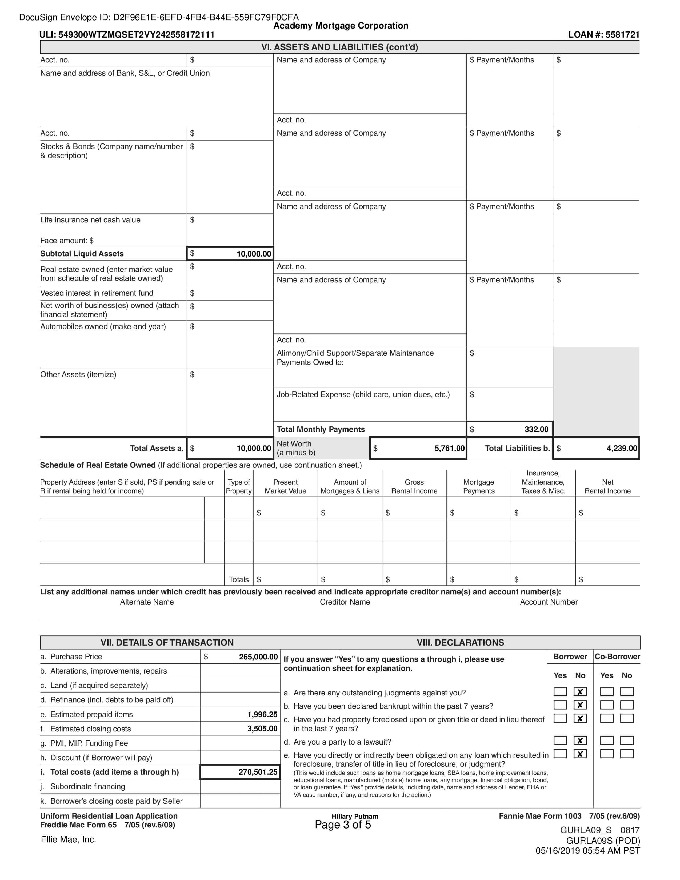 DocuSign Envelope ID: D2F96E1E-6EFD-4FB4-B44E-559FC79F0CFA
Academy Mortgage Corporation
ULI: 549300WTZMQSET2VY242558172111 LOAN #: 5581721
VI. ASSETS AND LIABILITIES (cont'd)
Acct. no. $ Name and address of Company $ Payment/Months $
Name and address of Bank, S&L, or Credit Union
Acct. no.
Acct. no. $ Name and address of Company $ Payment/Months $
Stocks & Bonds (Company name/number $
& description)
Acct. no.
Name and address of Company $ Payment/Months $
Life insurance net cash value $
Face amount: $
Subtotal Liquid Assets $ 10,000.00
Real estate owned (enter market value $ Acct. no.
from schedule of real estate owned) Name and address of Company $ Payment/Months $
Vested interest in retirement fund $
Net worth of business(es) owned (attach $
financial statement)
Automobiles owned (make and year) $
Acct. no.
Alimony/Child Support/Separate Maintenance $
Payments Owed to:
Other Assets (itemize) $
Job-Related Expense (child care, union dues, etc.) $
Total Monthly Payments $ 332.00
Total Assets a. $ 10,000.00 Net Worth $ 5,761.00 Total Liabilities b. $ 4,239.00
(a minus b)
Schedule of Real Estate Owned (If additional properties are owned, use continuation sheet.)
Insurance,
Property Address (enter S if sold, PS if pending sale or Type of Present Amount of Gross Mortgage Maintenance, Net
R if rental being held for income) Property Market Value Mortgages & Liens Rental Income Payments Taxes & Misc. Rental Income
$ $ $ $ $ $
Totals $ $ $ $ $ $
List any additional names under which credit has previously been received and indicate appropriate creditor name(s) and account number(s):
Alternate Name Creditor Name Account Number
VII. DETAILS OF TRANSACTION VIII. DECLARATIONS
a. Purchase Price $ 265,000.00 If you answer "Yes" to any questions a through i, please use Borrower Co-Borrower
continuation sheet for explanation.
b. Alterations, improvements, repairs Yes No Yes No
c. Land (if acquired separately)
a. Are there any outstanding judgments against you? X
d. Refinance (incl. debts to be paid off)
b. Have you been declared bankrupt within the past 7 years? X
e. Estimated prepaid items 1,996.25
c. Have you had property foreclosed upon or given title or deed in lieu thereof X
f. Estimated closing costs 3,505.00 in the last 7 years?
g. PMI, MIP, Funding Fee d. Are you a party to a lawsuit? X
h. Discount (if Borrower will pay) e. Have you directly or indirectly been obligated on any loan which resulted in X
foreclosure, transfer of title in lieu of foreclosure, or judgment?
i. Total costs (add items a through h) 270,501.25 (This would include such loans as home mortgage loans, SBA loans, home improvement loans,
educational loans, manufactured (mobile) home loans, any mortgage, financial obligation, bond,
j. Subordinate financing or loan guarantee. If "Yes" provide details, including date, name and address of Lender, FHA or
VA case number, if any, and reasons for the action.)
k. Borrower's closing costs paid by Seller
Uniform Residential Loan Application Hillary Putnam Fannie Mae Form 1003 7/05 (rev.6/09)
Freddie Mac Form 65 7/05 (rev.6/09) Page 3 of 5
GURLA09_S 0817
Ellie Mae, Inc. GURLA09S (POD)
05/16/2019 05:54 AM PST